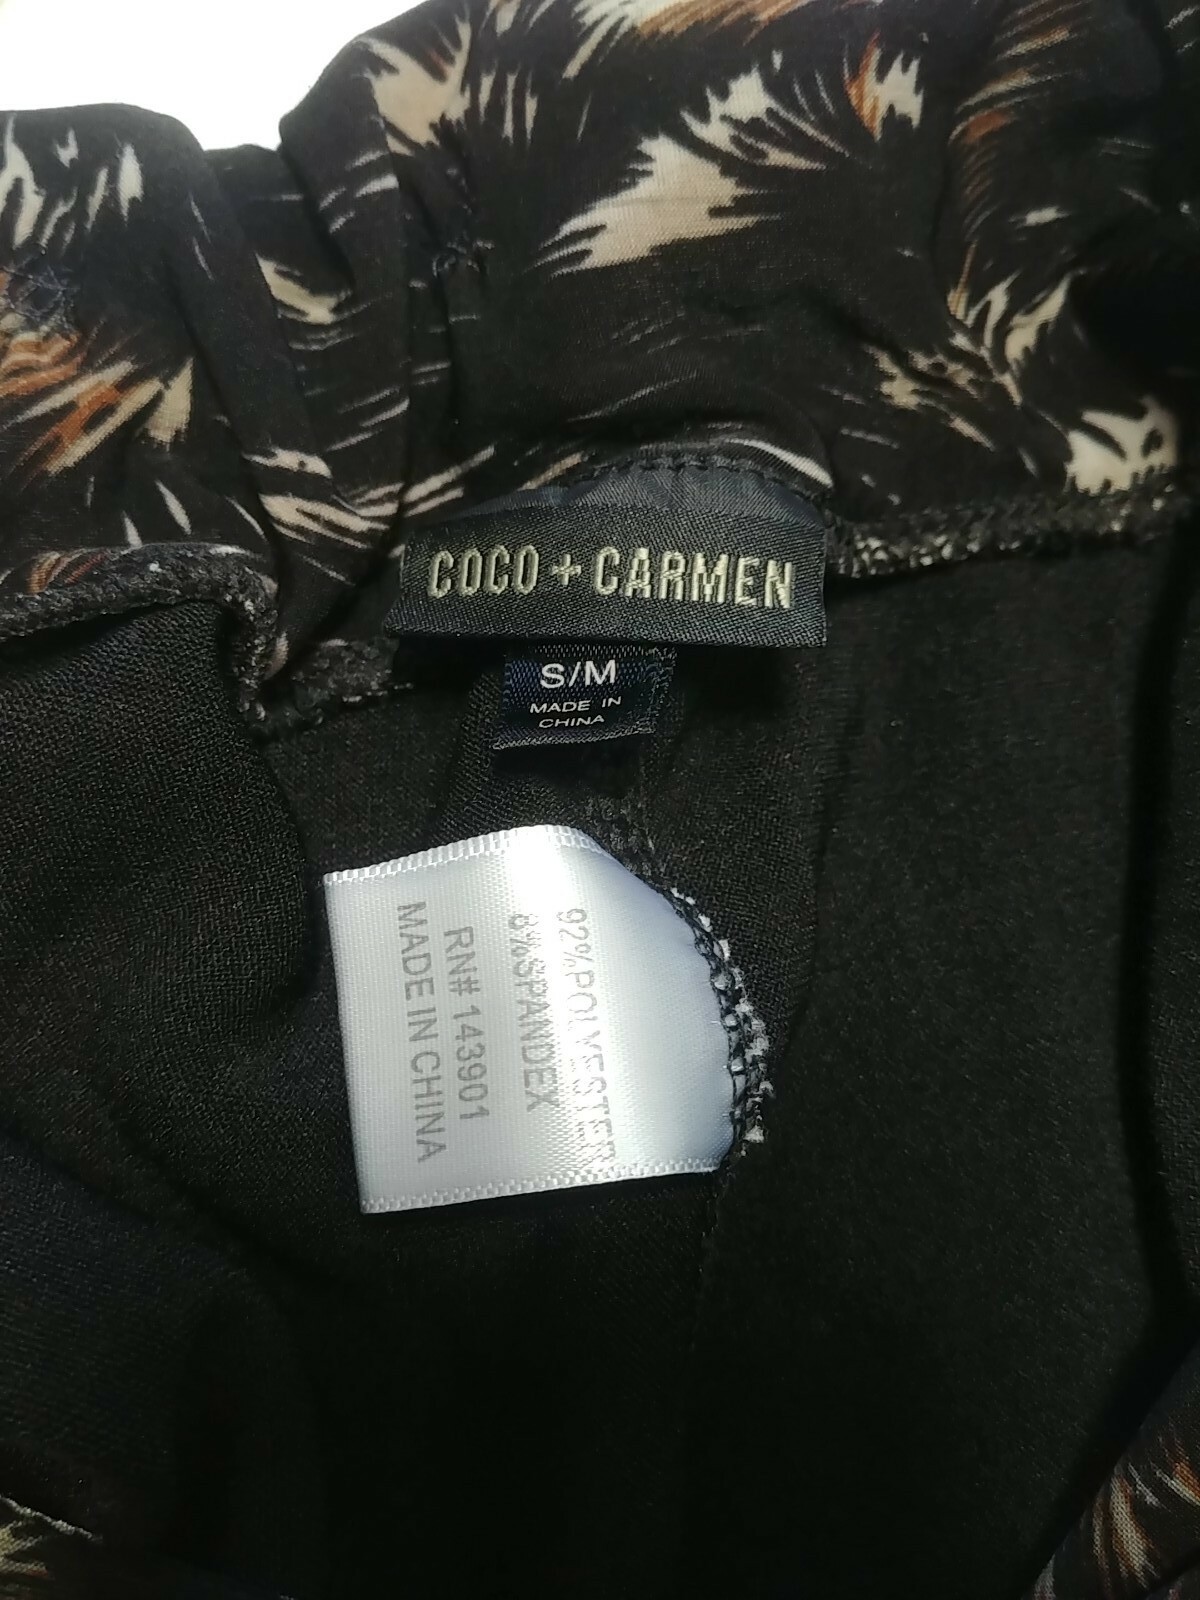 COCO + CARMEN
S/M
MADE IN
CHINA
92%POLYESTER
8%SPANDEX
RN# 143901
MADE IN CHINA